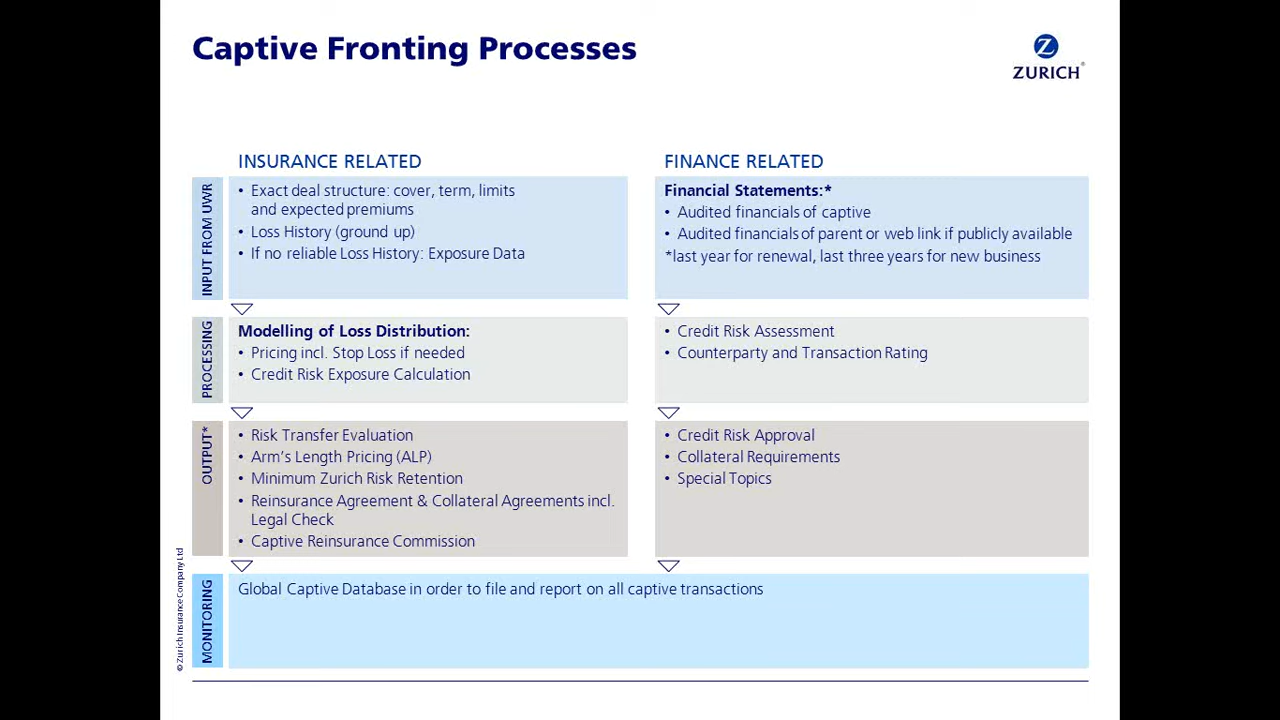 Captive Fronting Processes
Z
ZURICH®
INSURANCE RELATED
FINANCE RELATED
INPUT FROM UWR
• Exact deal structure: cover, term, limits
and expected premiums
• Loss History (ground up)
• If no reliable Loss History: Exposure Data
Financial Statements:*
• Audited financials of captive
• Audited financials of parent or web link if publicly available
*last year for renewal, last three years for new business
PROCESSING
Modelling of Loss Distribution:
• Pricing incl. Stop Loss if needed
• Credit Risk Exposure Calculation
• Credit Risk Assessment
• Counterparty and Transaction Rating
OUTPUT*
• Risk Transfer Evaluation
• Arm's Length Pricing (ALP)
• Minimum Zurich Risk Retention
• Reinsurance Agreement & Collateral Agreements incl.
Legal Check
• Captive Reinsurance Commission
• Credit Risk Approval
• Collateral Requirements
• Special Topics
MONITORING
Global Captive Database in order to file and report on all captive transactions
© Zurich Insurance Company Ltd